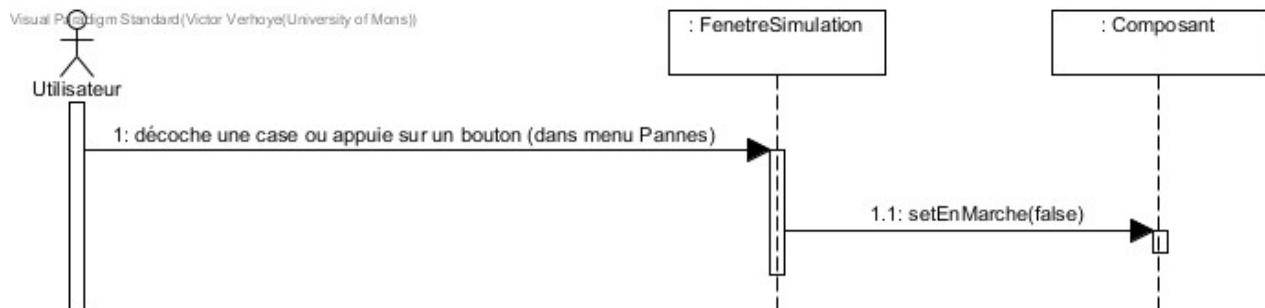 Visual Paradigm Standard(Victor Verhoye(University of Mons))
: FenetreSimulation
: Composant
Utilisateur
1: décoche une case ou appuie sur un bouton (dans menu Pannes)
1.1: setEnMarche(false)